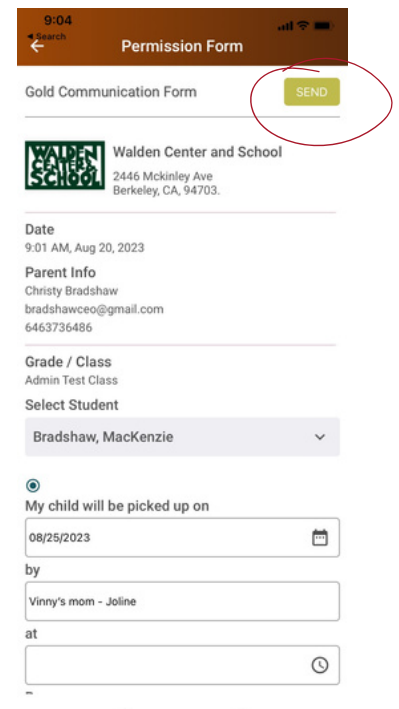 9:04
Search
Permission Form
Gold Communication Form
SEND
WALDEN
CENTER &
SCHOOL
Walden Center and School
2446 Mckinley Ave
Berkeley, CA, 94703.
Date
9:01 AM, Aug 20, 2023
Parent Info
Christy Bradshaw
bradshawceo@gmail.com
6463736486
Grade / Class
Admin Test Class
Select Student
Bradshaw, MacKenzie
My child will be picked up on
08/25/2023
by
Vinny's mom - Joline
at